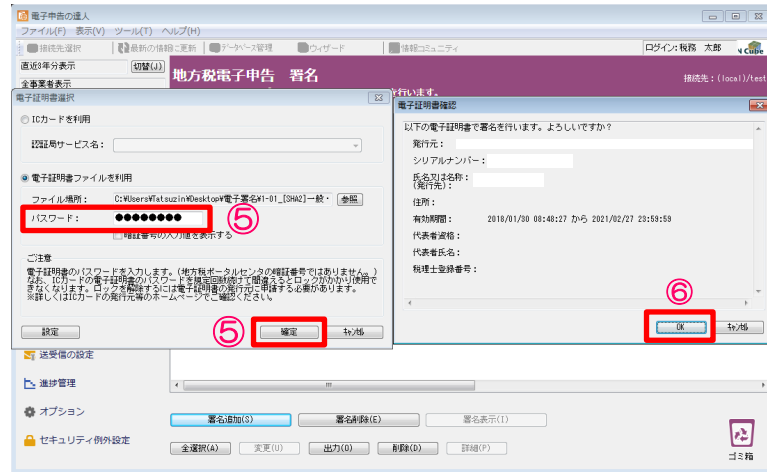 電子申告の達人
ファイル(F) 表示(V) ツール(T) ヘルプ(H)
接続先選択 最新の情報に更新 データベース管理 ウィザード 情報コミュニティ ログイン:税務 太郎 Cube
直近3年分表示 切替(J)
全事業者表示
地方税電子申告 署名
接続先:(local)/test
を行います。
電子証明書選択
ICカードを利用
認証局サービス名:
電子証明書ファイルを利用
ファイル場所: C:¥Users¥Tatsuzin¥Desktop¥電子署名¥1-01_[SHA2]一般・ 参照
パスワード: ●●●●●●●● ⑤
暗証番号の入力値を表示する
ご注意
電子証明書のパスワードを入力します。(地方税ポータルセンタの暗証番号ではありません。)
なお、ICカードの電子証明書のパスワードを規定回数続けて間違えるとロックがかかり使用で
きなくなります。ロックを解除するには電子証明書の発行元に申請する必要があります。
※詳しくはICカードの発行元等のホームページでご確認ください。
設定 ⑤ 確定 キャンセル
電子証明書確認
以下の電子証明書で署名を行います。よろしいですか?
発行元:
シリアルナンバー:
氏名又は名称:
(発行先):
住所:
有効期間: 2018/01/30 08:48:27 から 2021/02/27 23:59:59
代表者資格:
代表者氏名:
税理士登録番号:
⑥
OK キャンセル
送受信の設定
進捗管理
オプション
セキュリティ例外設定
署名追加(S) 署名削除(E) 署名表示(I)
全選択(A) 変更(U) 出力(O) 削除(D) 詳細(P)
ゴミ箱